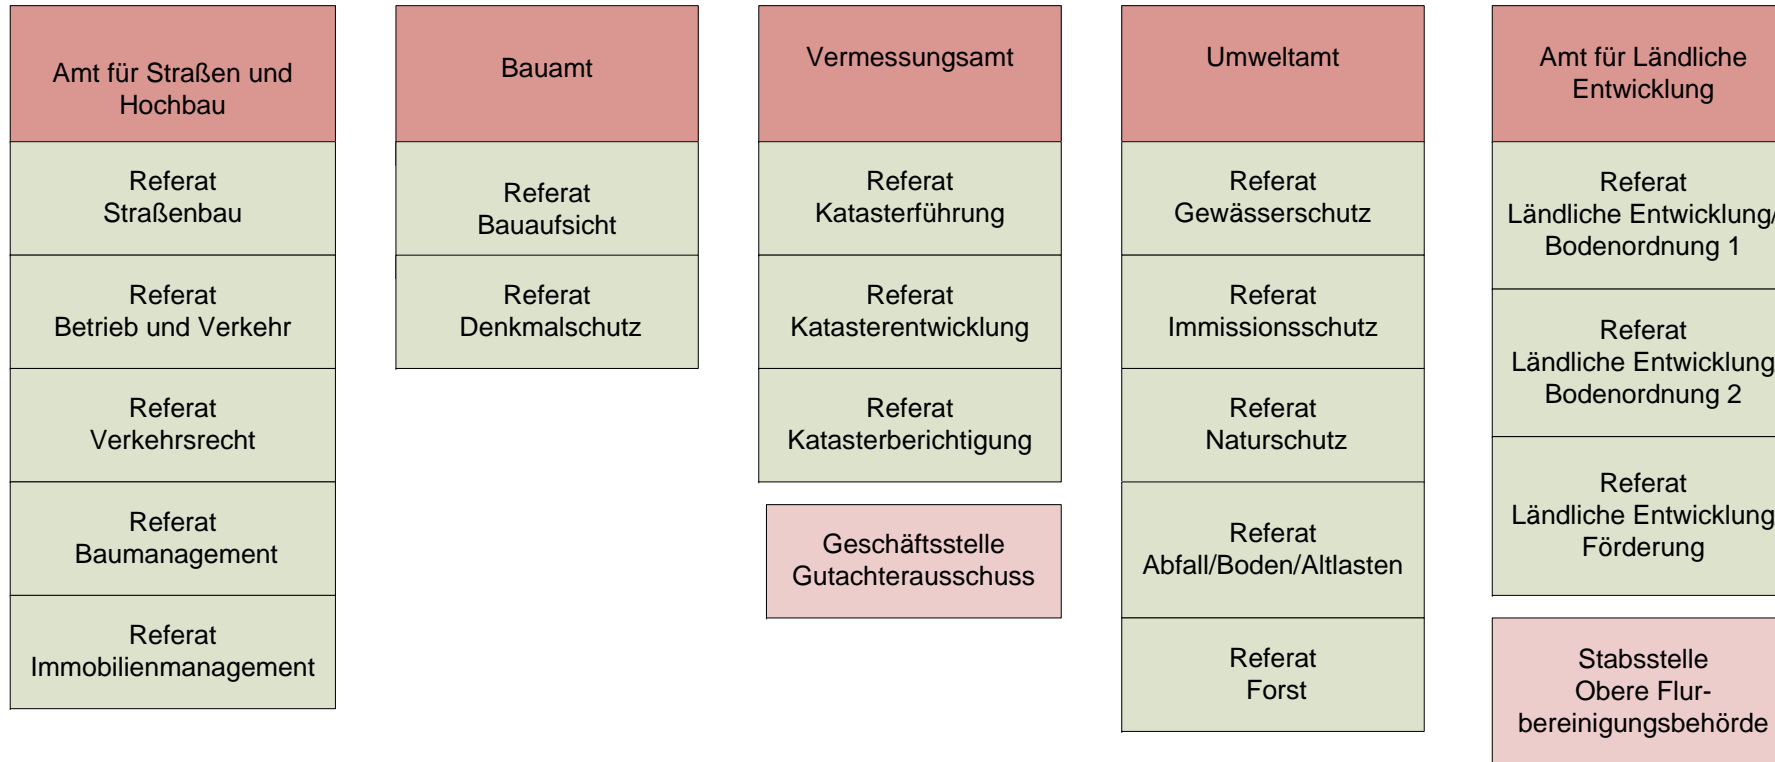 Amt für Straßen und
Hochbau
Referat
Straßenbau
Referat
Betrieb und Verkehr
Referat
Verkehrsrecht
Referat
Baumanagement
Referat
Immobilienmanagement
Bauamt
Referat
Bauaufsicht
Referat
Denkmalschutz
Vermessungsamt
Referat
Katasterführung
Referat
Katasterentwicklung
Referat
Katasterberichtigung
Geschäftsstelle
Gutachterausschuss
Umweltamt
Referat
Gewässerschutz
Referat
Immissionsschutz
Referat
Naturschutz
Referat
Abfall/Boden/Altlasten
Referat
Forst
Amt für Ländliche
Entwicklung
Referat
Ländliche Entwicklung/
Bodenordnung 1
Referat
Ländliche Entwicklung
Bodenordnung 2
Referat
Ländliche Entwicklung
Förderung
Stabsstelle
Obere Flur-
bereinigungsbehörde